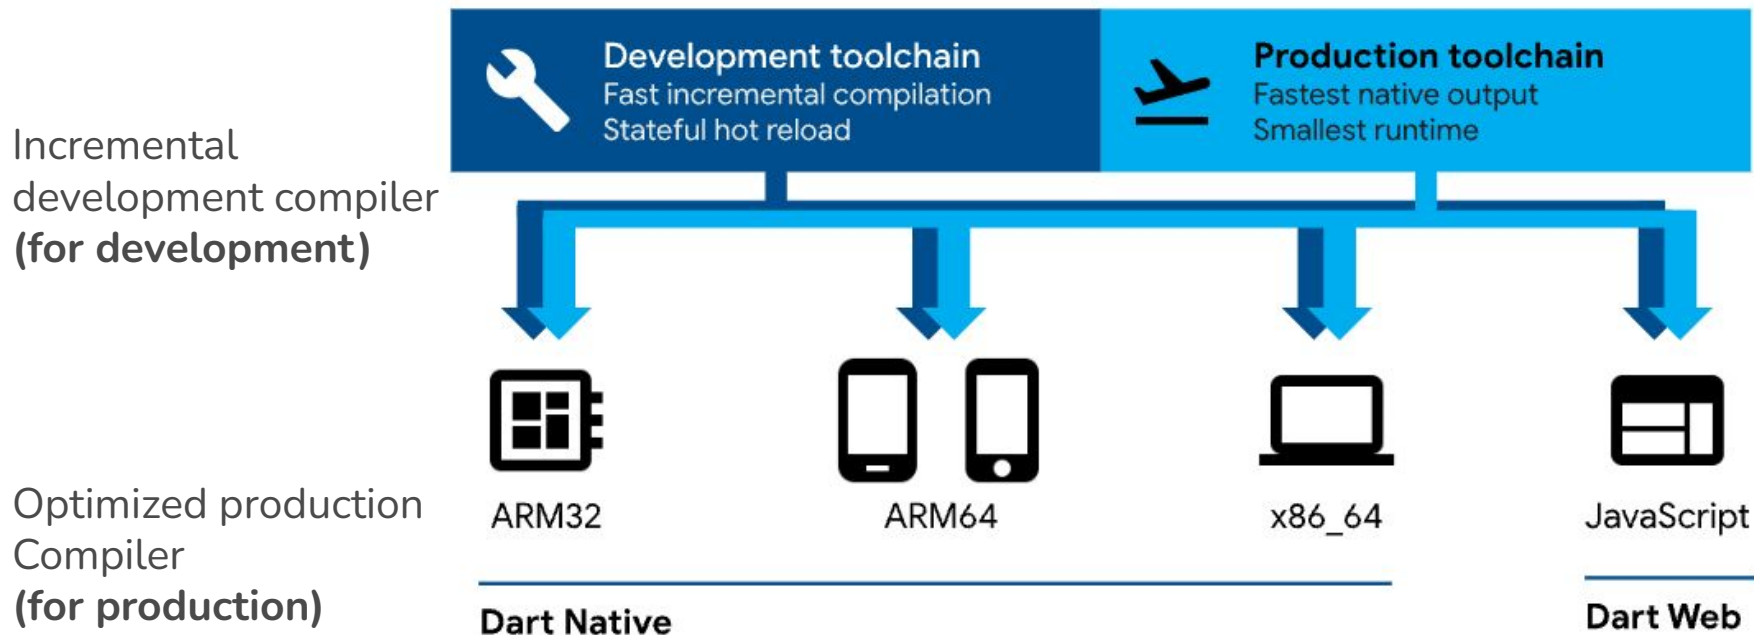 Development toolchain
Fast incremental compilation
Stateful hot reload
Production toolchain
Fastest native output
Smallest runtime
Incremental
development compiler
(for development)
Optimized production
Compiler
(for production)
ARM32
ARM64
x86_64
JavaScript
Dart Native
Dart Web